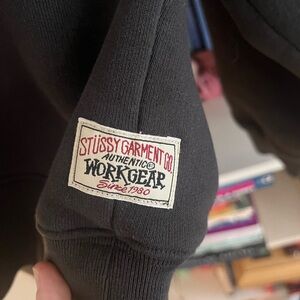 STÜSSY GARMENT CO.
AUTHENTIC®
WORKGEAR
Since 1980